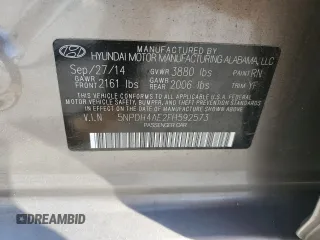 MANUFACTURED BY
HYUNDAI MOTOR MANUFACTURING ALABAMA, LLC
Sep/27/14 GVWR 3880 lbs PAINT RN
GAWR FRONT 2161 lbs GAWR REAR 2006 lbs TRIM YF
THIS VEHICLE CONFORMS TO ALL APPLICABLE
FEDERAL MOTOR VEHICLE SAFETY, BUMPER,
AND THEFT PREVENTION STANDARDS IN EFFECT ON
THE DATE OF MANUFACTURE SHOWN ABOVE.
V.I.N 5NPDH4AE2FH592573
PASSENGER CAR
DREAMBID
DREAMBID.COM